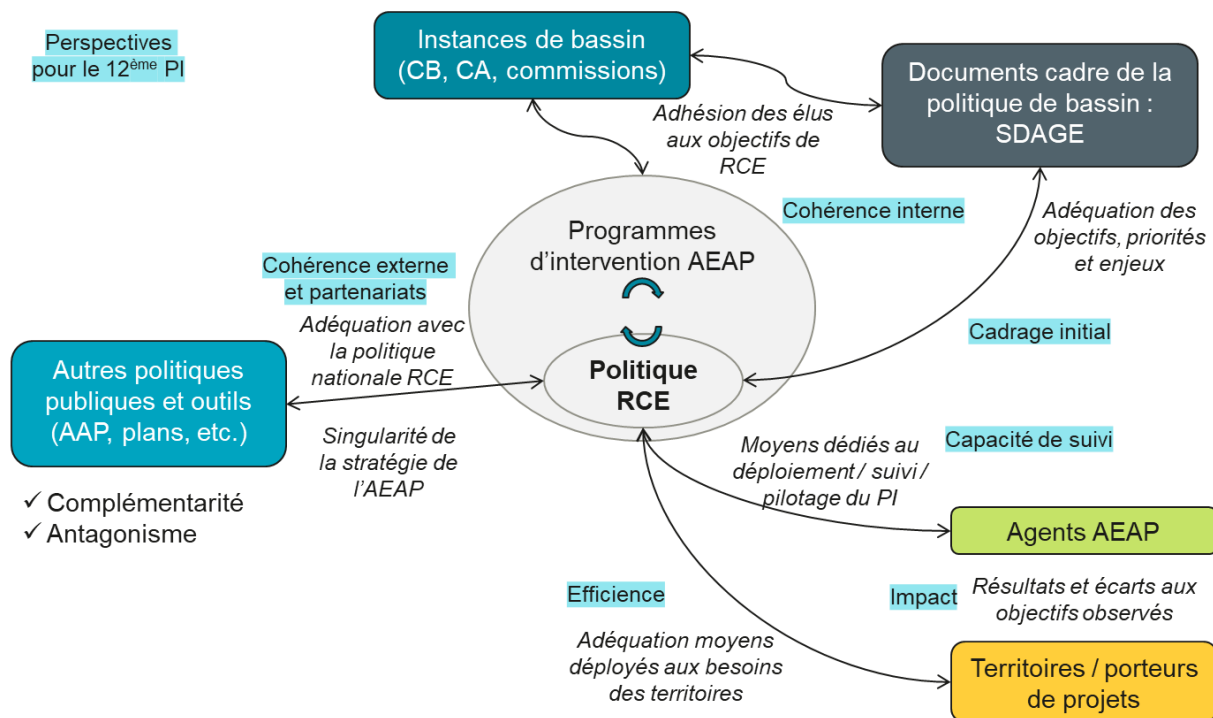 Perspectives
pour le 12ème PI
Instances de bassin
(CB, CA, commissions)
Documents cadre de la
politique de bassin :
SDAGE
Adhésion des élus
aux objectifs de
RCE
Cohérence interne
Adéquation des
objectifs, priorités
et enjeux
Programmes
d'intervention AEAP
Cohérence externe
et partenariats
Adéquation avec
la politique
nationale RCE
Cadrage initial
Autres politiques
publiques et outils
(AAP, plans, etc.)
Politique
RCE
Singularité de
la stratégie de
l'AEAP
Moyens dédiés au
déploiement / suivi /
pilotage du PI
Capacité de suivi
✓ Complémentarité
✓ Antagonisme
Agents AEAP
Efficience
Impact
Résultats et écarts aux
objectifs observés
Adéquation moyens
déployés aux besoins
des territoires
Territoires / porteurs
de projets